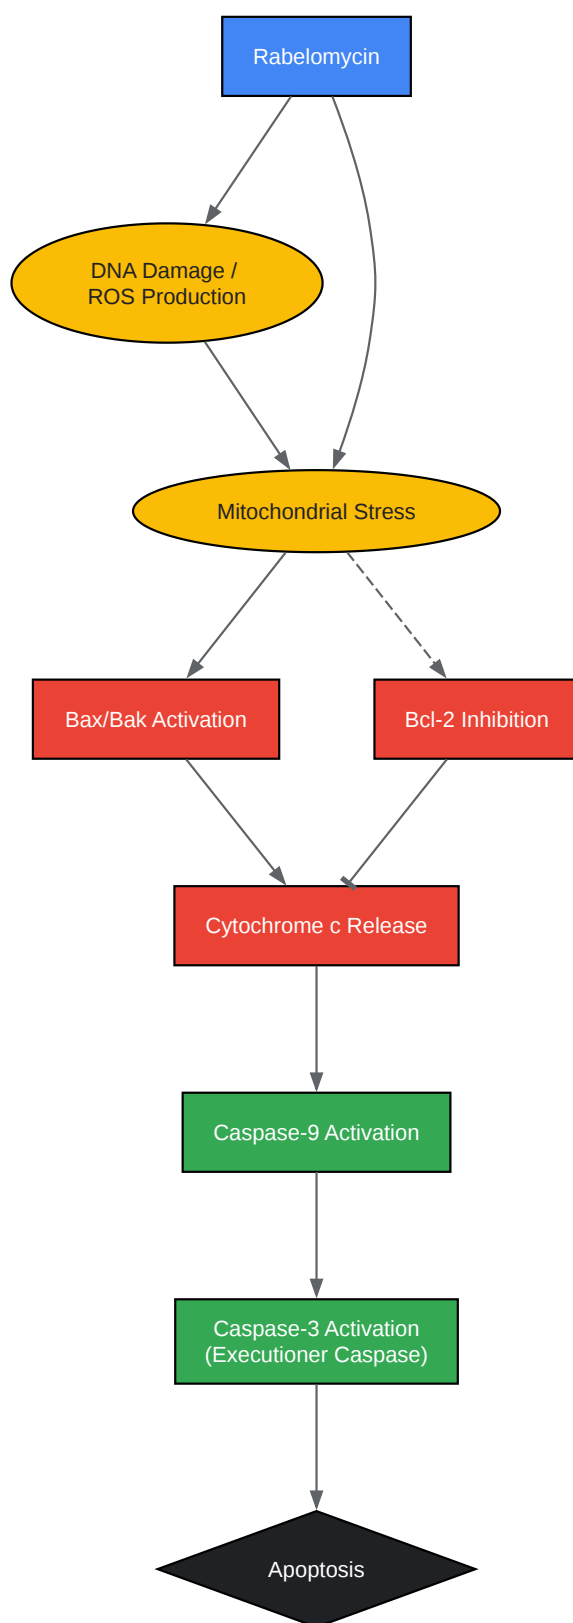 Rabelomycin
DNA Damage /
ROS Production
Mitochondrial Stress
Bax/Bak Activation
Bcl-2 Inhibition
Cytochrome c Release
Caspase-9 Activation
Caspase-3 Activation
(Executioner Caspase)
Apoptosis